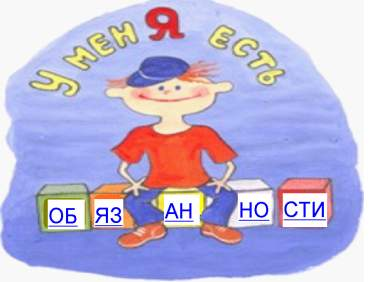 У МЕНЯ ЕСТЬ
ОБ ЯЗ АН НО СТИ